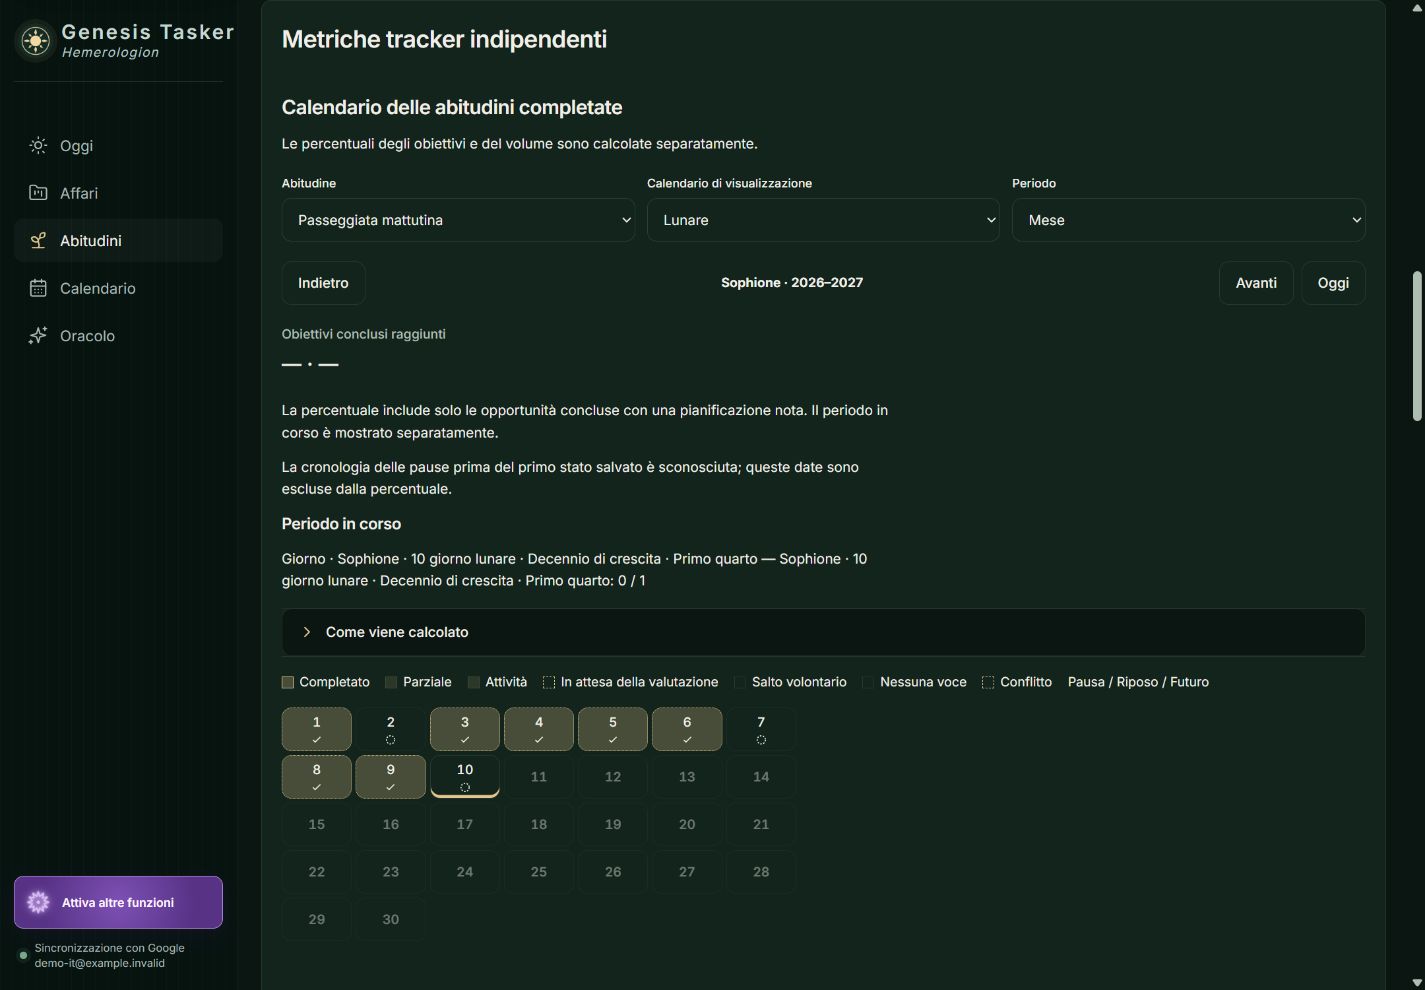 Genesis Tasker
Hemerologion
Oggi
Affari
Abitudini
Calendario
Oracolo
Attiva altre funzioni
Sincronizzazione con Google
demo-it@example.invalid
Metriche tracker indipendenti
Calendario delle abitudini completate
Le percentuali degli obiettivi e del volume sono calcolate separatamente.
Abitudine
Calendario di visualizzazione
Periodo
Passeggiata mattutina
Lunare
Mese
Indietro
Sophione · 2026–2027
Avanti
Oggi
Obiettivi conclusi raggiunti
— · —
La percentuale include solo le opportunità concluse con una pianificazione nota. Il periodo in
corso è mostrato separatamente.
La cronologia delle pause prima del primo stato salvato è sconosciuta; queste date sono
escluse dalla percentuale.
Periodo in corso
Giorno · Sophione · 10 giorno lunare · Decennio di crescita · Primo quarto — Sophione · 10
giorno lunare · Decennio di crescita · Primo quarto: 0 / 1
Come viene calcolato
Completato Parziale Attività In attesa della valutazione Salto volontario Nessuna voce Conflitto Pausa / Riposo / Futuro
1 2 3 4 5 6 7
8 9 10 11 12 13 14
15 16 17 18 19 20 21
22 23 24 25 26 27 28
29 30